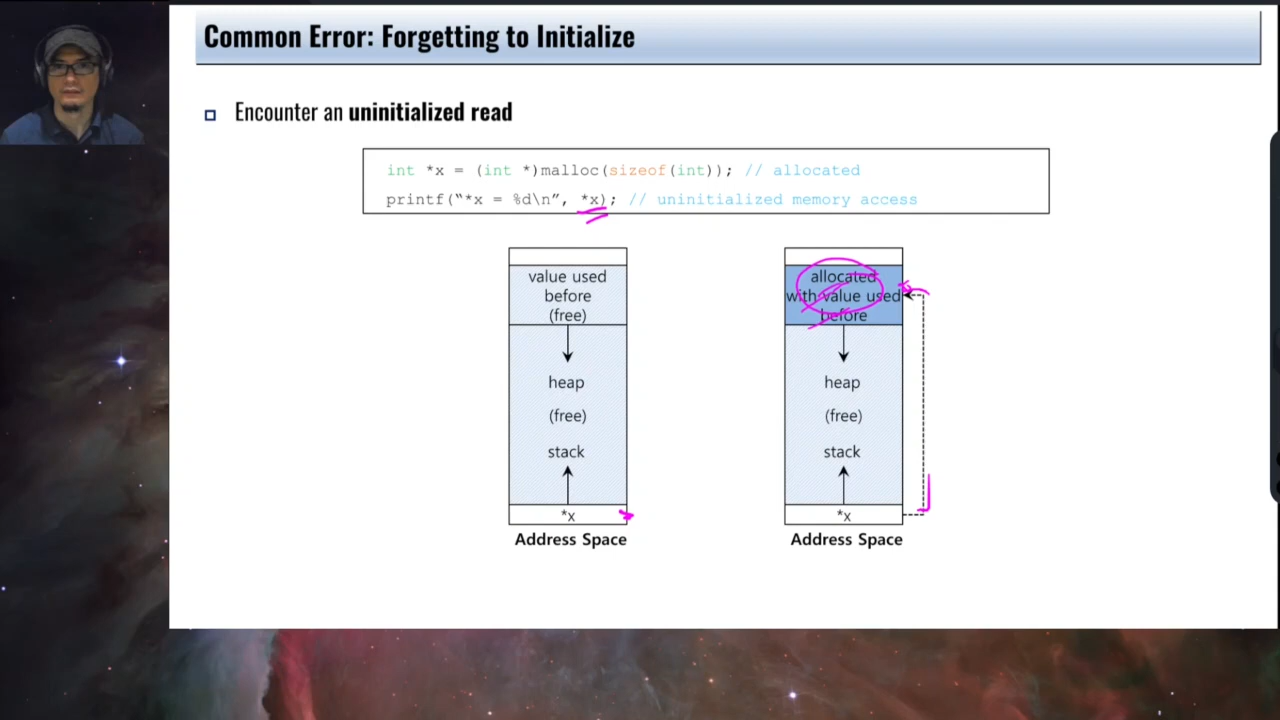 Common Error: Forgetting to Initialize
Encounter an uninitialized read
int *x = (int *)malloc(sizeof(int)); // allocated
printf(“*x = %d\n”, *x); // uninitialized memory access
value used
before
(free)
heap
(free)
stack
*x
Address Space
allocated
with value used
before
heap
(free)
stack
*x
Address Space